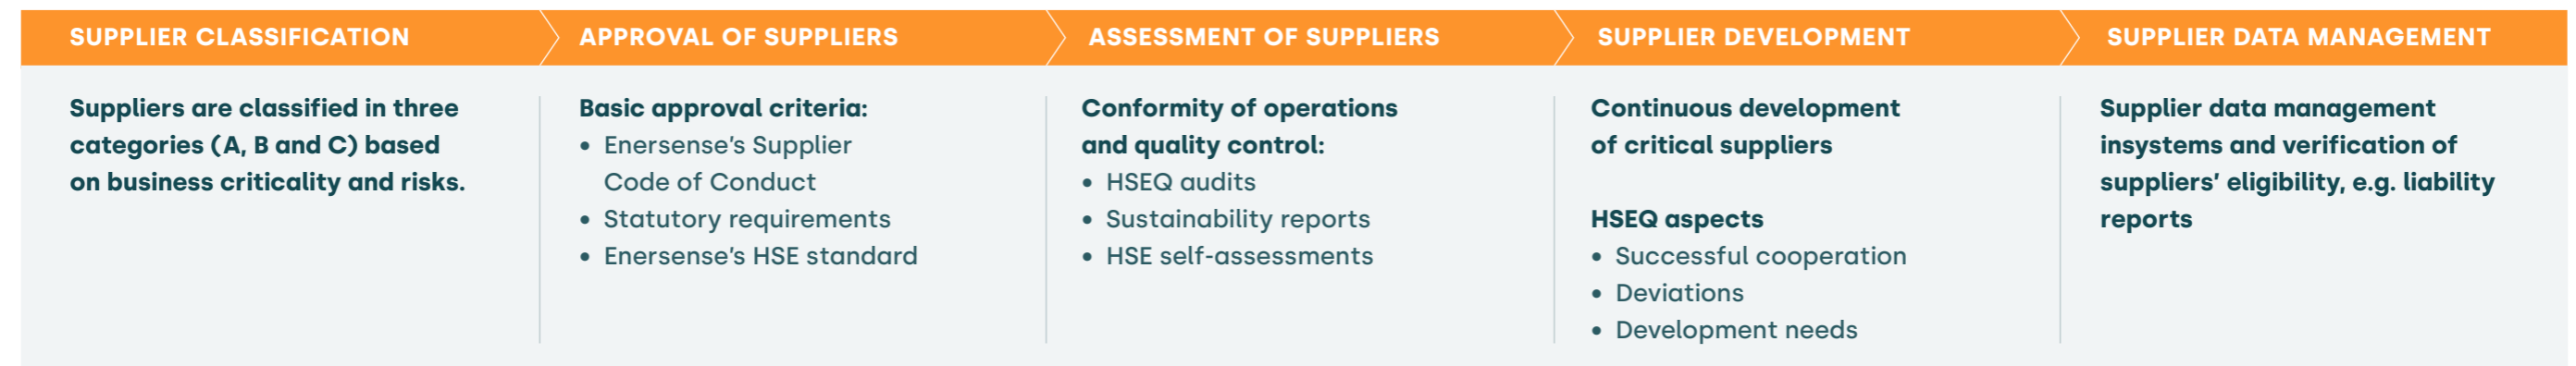 SUPPLIER CLASSIFICATION
Suppliers are classified in three
categories (A, B and C) based
on business criticality and risks.
APPROVAL OF SUPPLIERS
Basic approval criteria:
• Enersense’s Supplier
Code of Conduct
• Statutory requirements
• Enersense’s HSE standard
ASSESSMENT OF SUPPLIERS
Conformity of operations
and quality control:
• HSEQ audits
• Sustainability reports
• HSE self-assessments
SUPPLIER DEVELOPMENT
Continuous development
of critical suppliers
HSEQ aspects
• Successful cooperation
• Deviations
• Development needs
SUPPLIER DATA MANAGEMENT
Supplier data management
insystems and verification of
suppliers’ eligibility, e.g. liability
reports